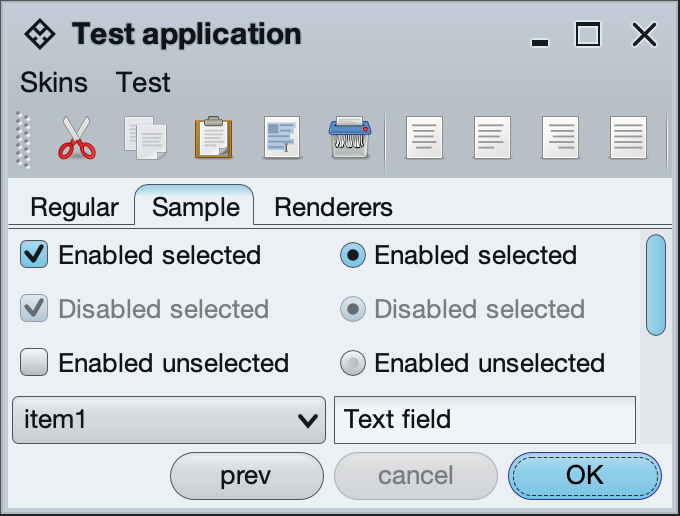 Test application
Skins Test
Regular Sample Renderers
Enabled selected Enabled selected
Disabled selected Disabled selected
Enabled unselected Enabled unselected
item1 Text field
prev cancel OK